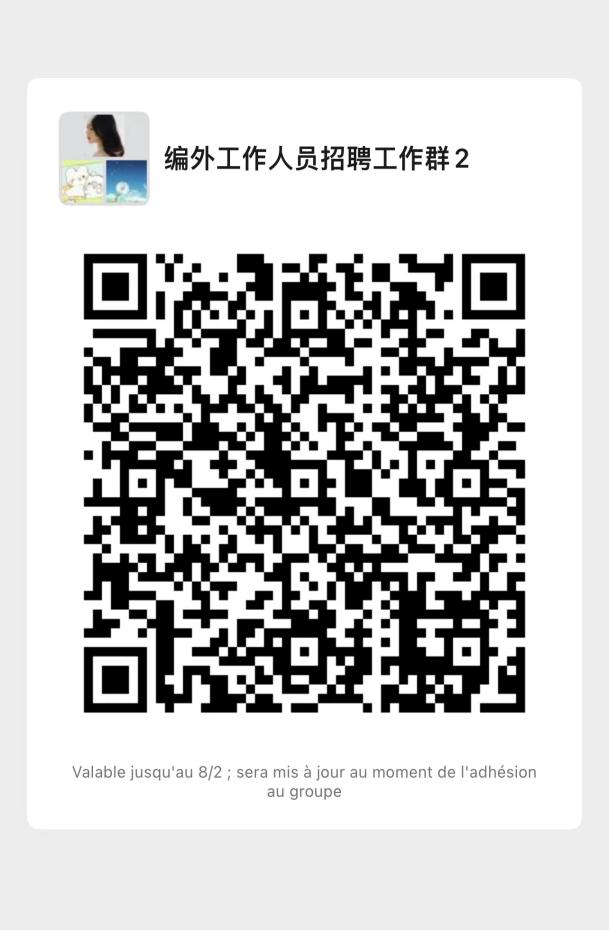 编外工作人员招聘工作群2
Valable jusqu'au 8/2 ; sera mis à jour au moment de l'adhésion
au groupe